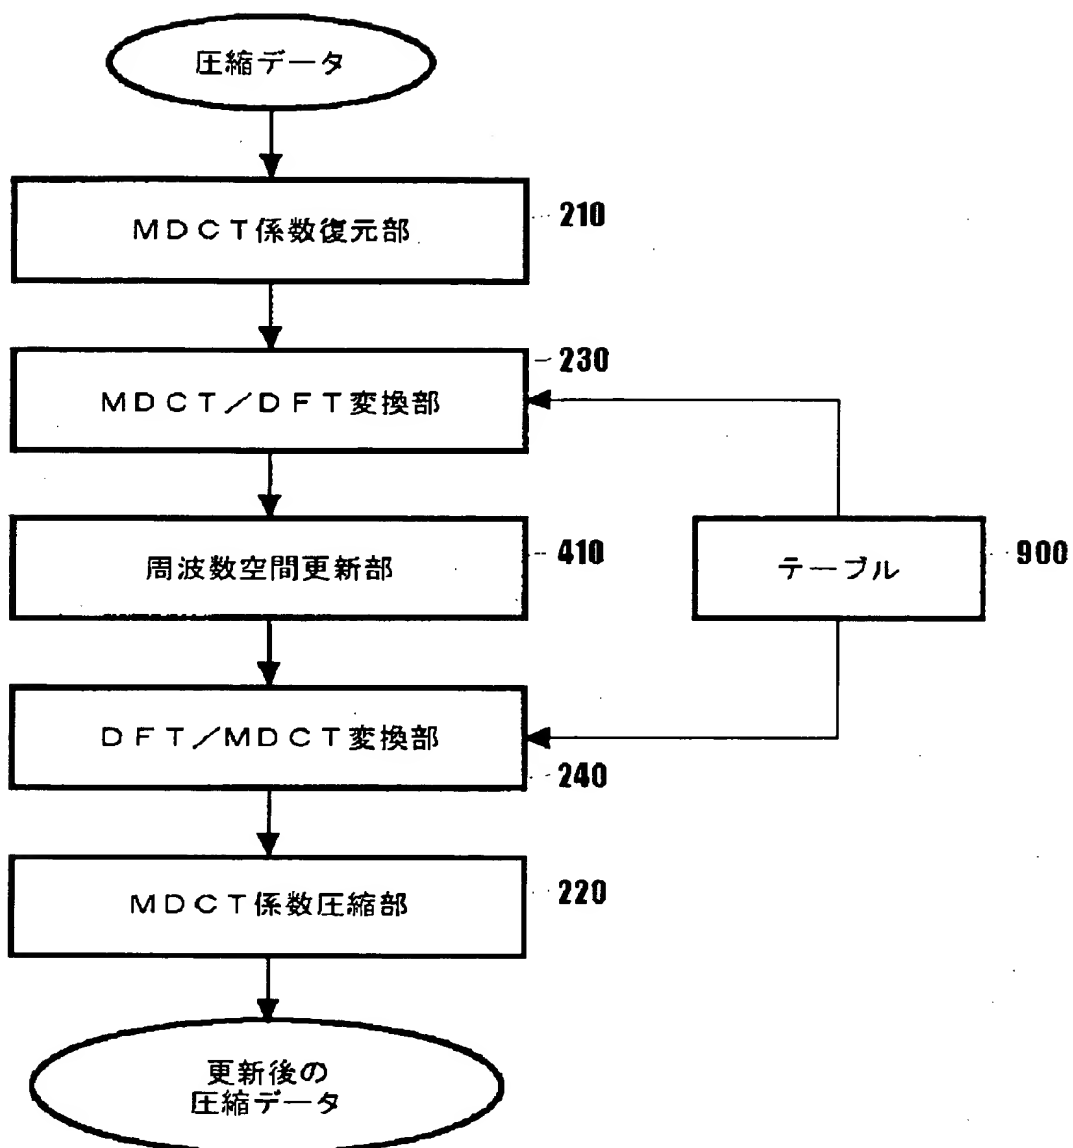 圧縮データ
MDCT係数復元部
210
MDCT/DFT変換部
230
周波数空間更新部
410
テーブル
900
DFT/MDCT変換部
240
MDCT係数圧縮部
220
更新後の
圧縮データ